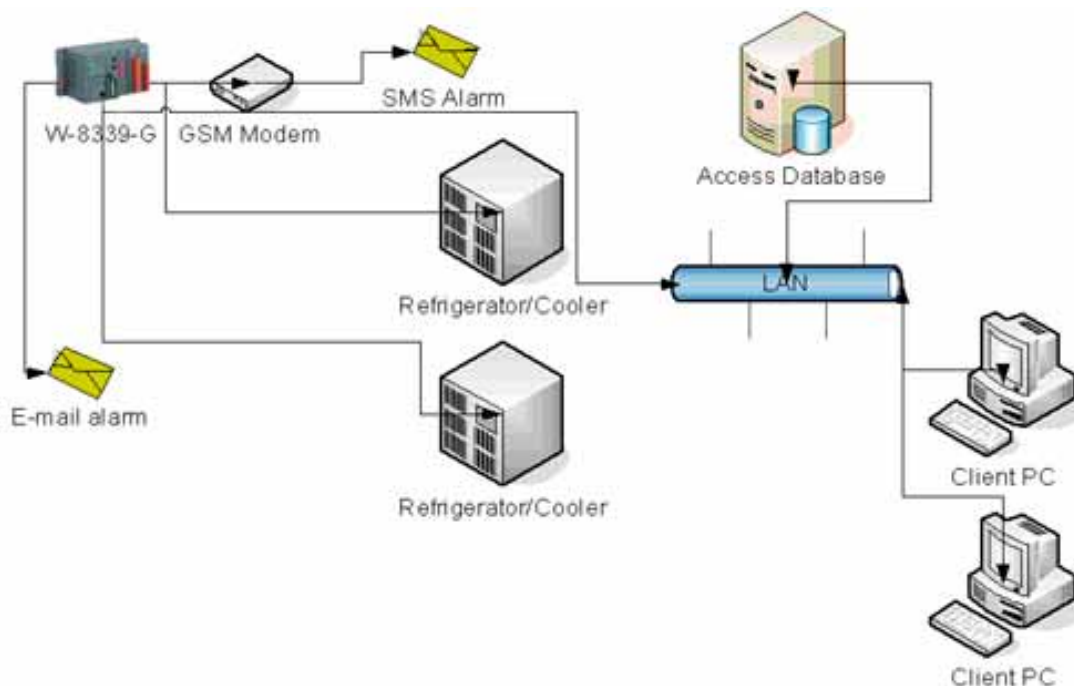 W-8339-G
GSM Modem
SMS Alarm
Access Database
Refrigerator/Cooler
LAN
E-mail alarm
Refrigerator/Cooler
Client PC
Client PC